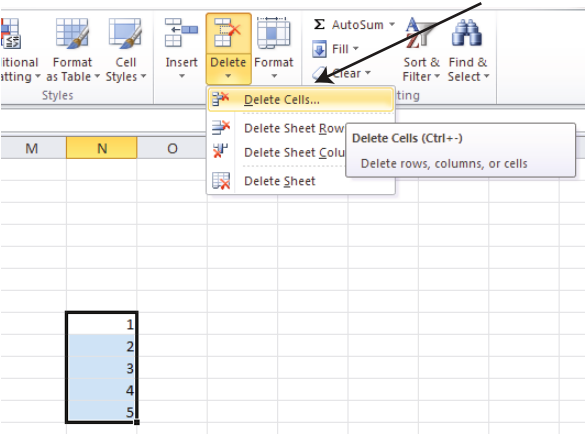 Σ AutoSum
Fill
Clear
itional Format Cell Insert Delete Format Sort & Find &
atting as Table Styles Filter Select
Styles ting
Delete Cells...
Delete Sheet Row
Delete Sheet Colu
Delete Sheet
Delete Cells (Ctrl+-)
Delete rows, columns, or cells
M N O
1
2
3
4
5